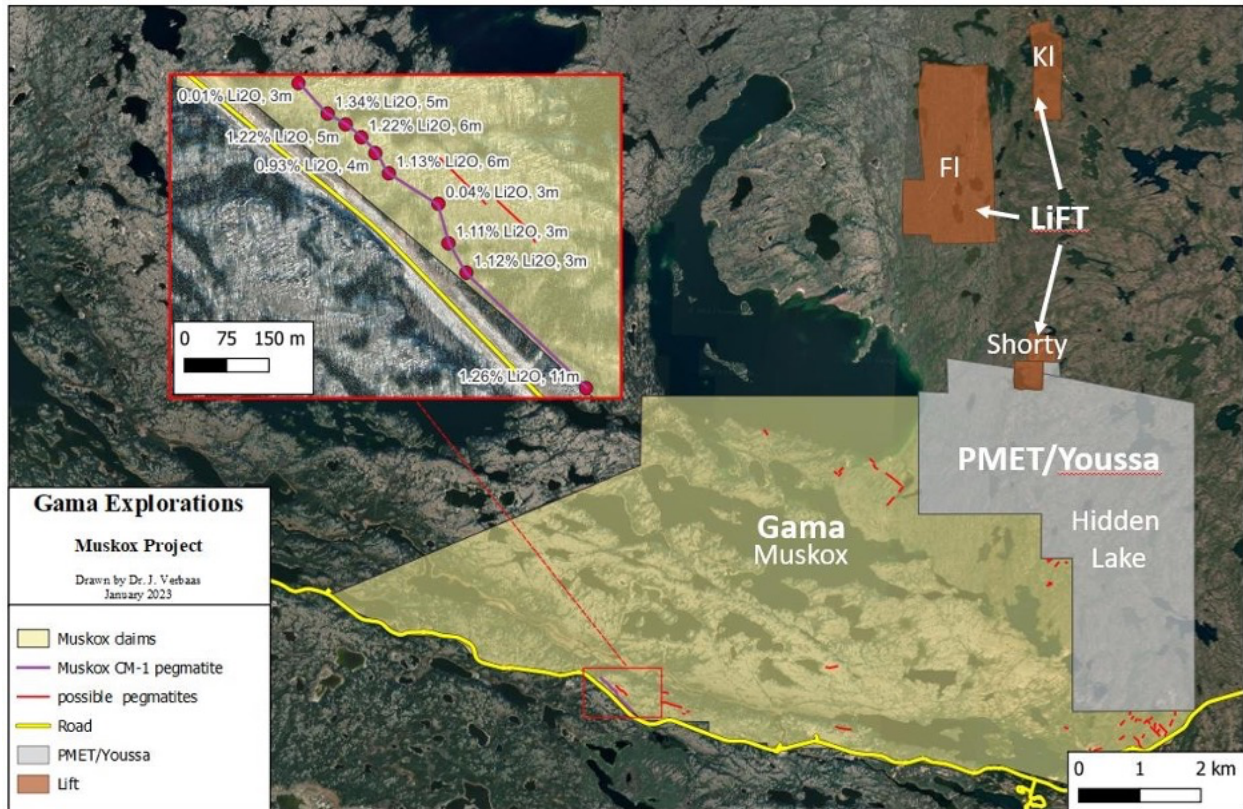 0.01% Li2O, 3m
1.34% Li2O, 5m
1.22% Li2O, 5m
1.22% Li2O, 6m
0.93% Li2O, 4m
1.13% Li2O, 6m
0.04% Li2O, 3m
1.11% Li2O, 3m
1.12% Li2O, 3m
1.26% Li2O, 11m
0 75 150 m
KI
FI
LiFT
Shorty
PMET/Youssa
Hidden
Lake
Gama
Muskox
Gama Explorations
Muskox Project
Drawn by Dr. J. Verbaas
January 2023
Muskox claims
Muskox CM-1 pegmatite
possible pegmatites
Road
PMET/Youssa
Lift
0 1 2 km